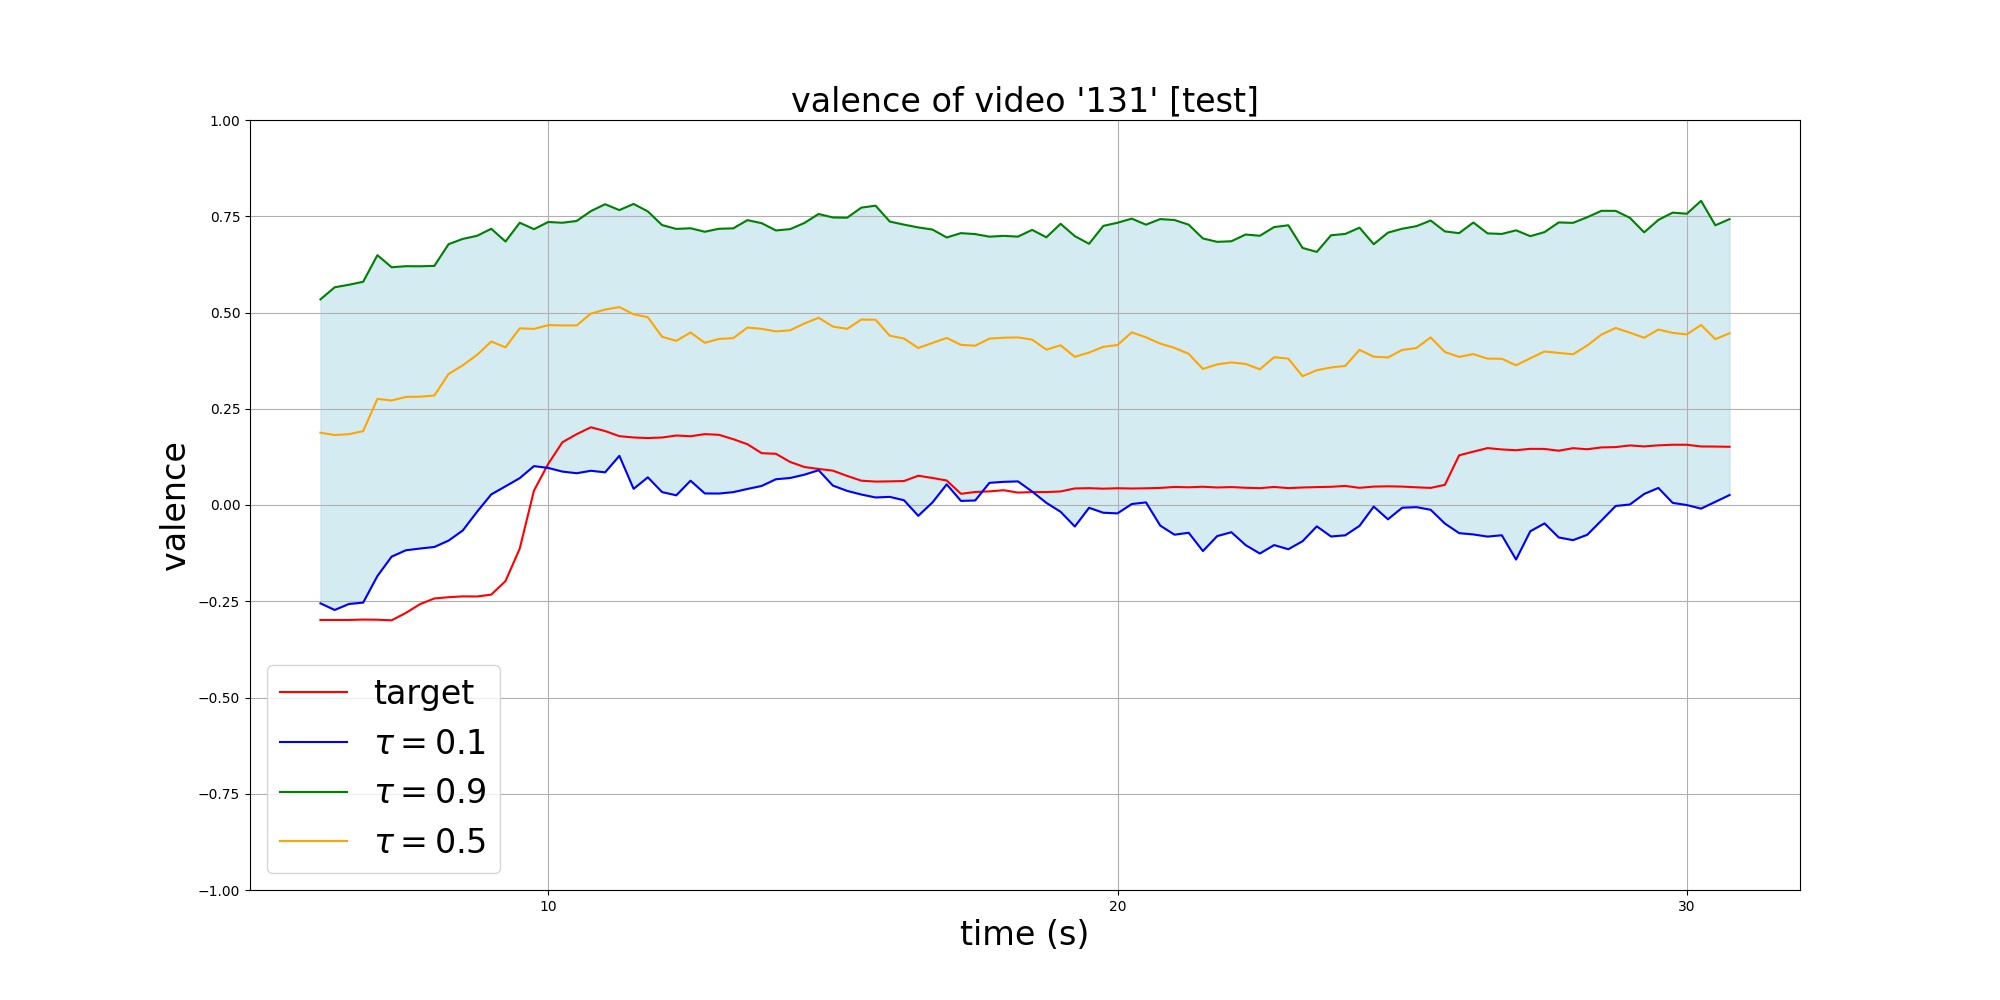 valence of video '131' [test]
1.00
0.75
0.50
0.25
0.00
−0.25
−0.50
−0.75
−1.00
valence
target
τ = 0.1
τ = 0.9
τ = 0.5
10
20
30
time (s)